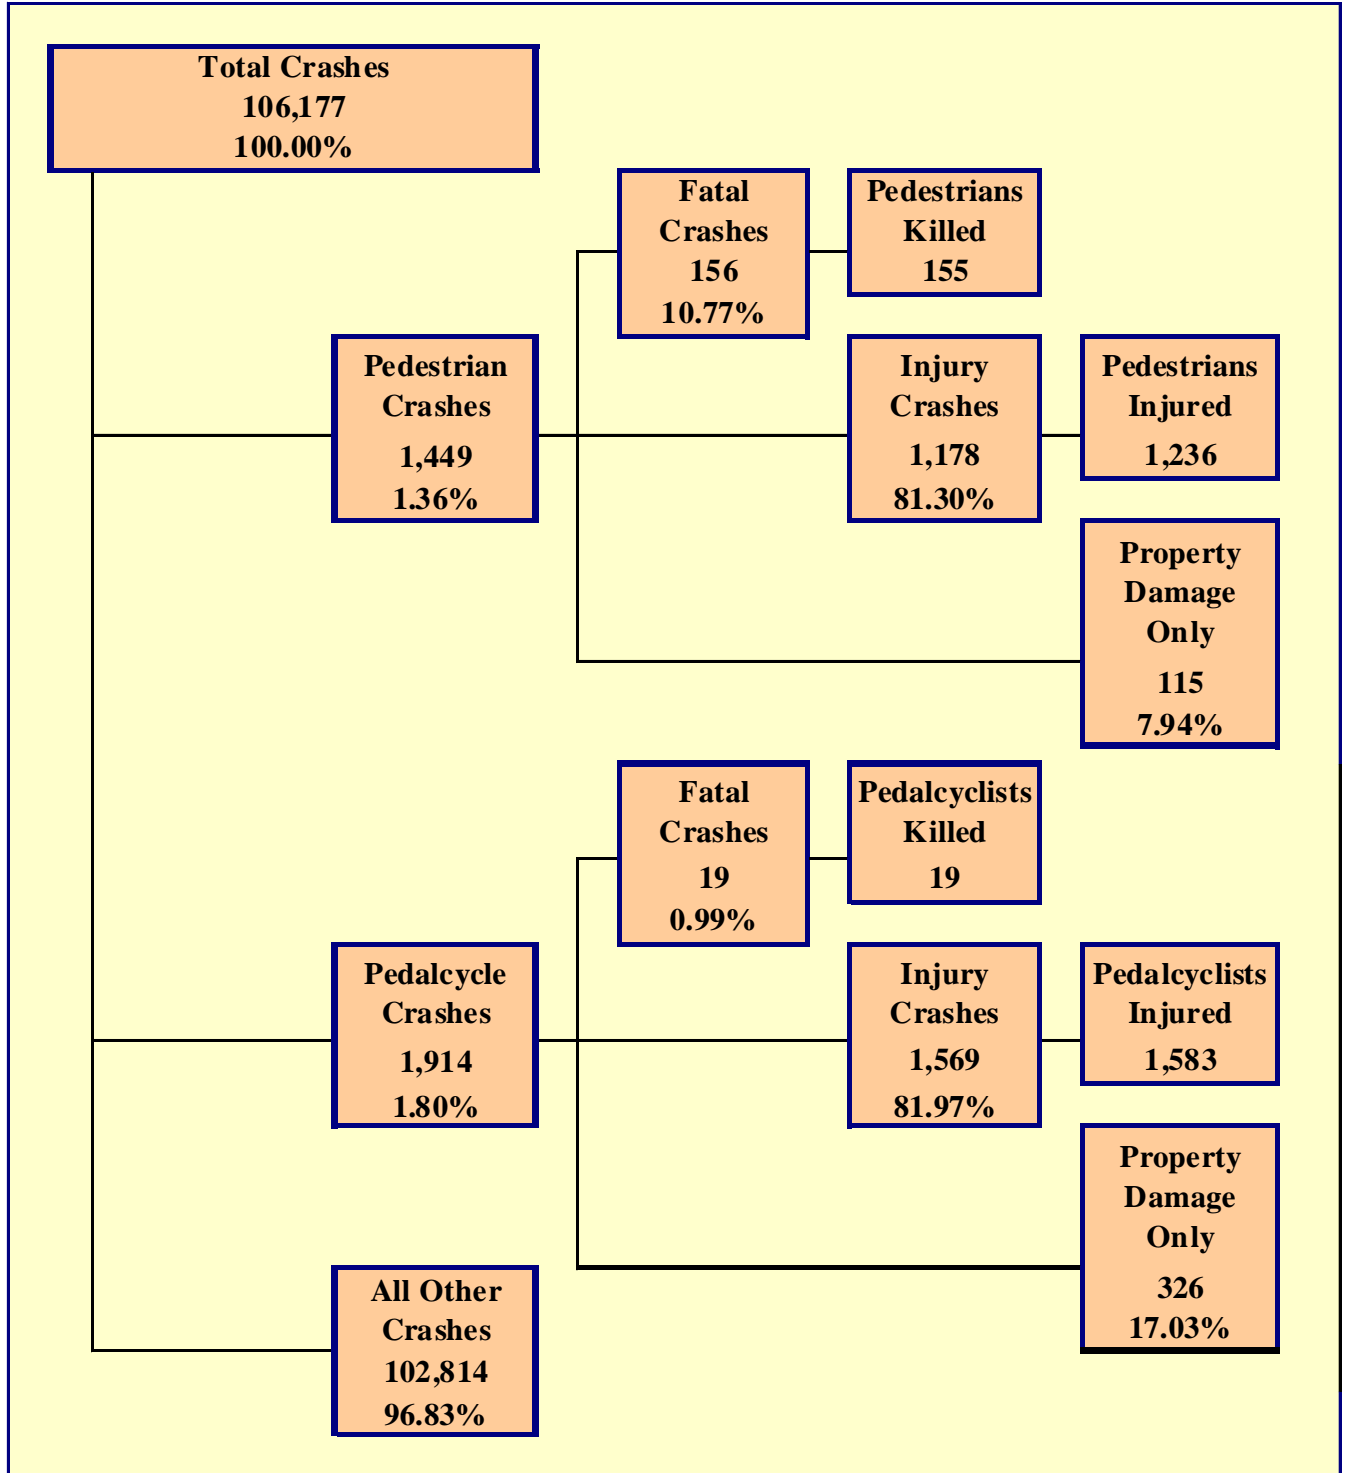 Total Crashes
106,177
100.00%
Fatal
Crashes
156
10.77%
Pedestrians
Killed
155
Pedestrian
Crashes
1,449
1.36%
Injury
Crashes
1,178
81.30%
Pedestrians
Injured
1,236
Property
Damage
Only
115
7.94%
Fatal
Crashes
19
0.99%
Pedalcyclists
Killed
19
Pedalcycle
Crashes
1,914
1.80%
Injury
Crashes
1,569
81.97%
Pedalcyclists
Injured
1,583
Property
Damage
Only
326
17.03%
All Other
Crashes
102,814
96.83%